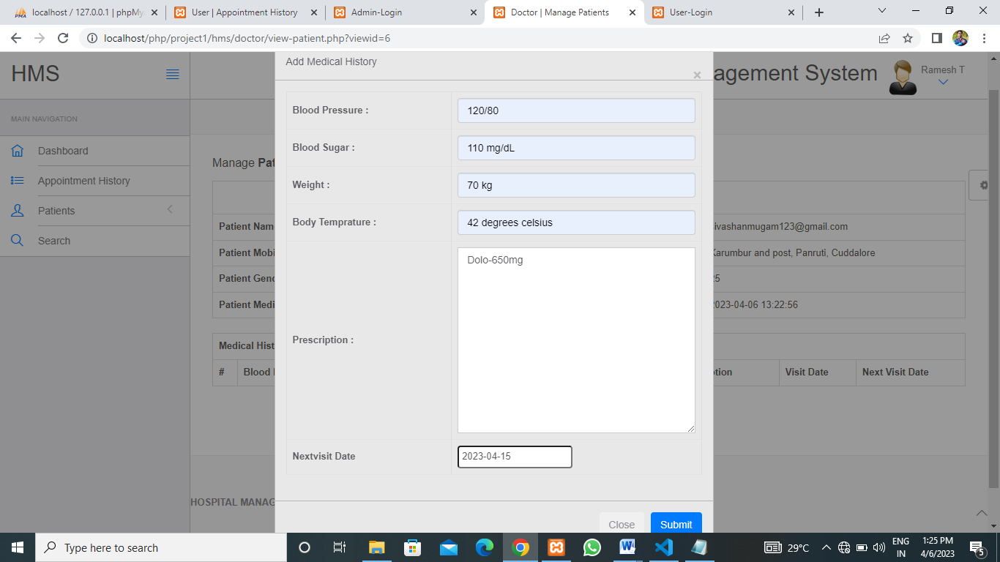 localhost / 127.0.0.1 | phpMy
User | Appointment History
Admin-Login
Doctor | Manage Patients
User-Login
localhost/php/project1/hms/doctor/view-patient.php?viewid=6
HMS
Add Medical History
×
agement System
Ramesh T
MAIN NAVIGATION
Dashboard
Appointment History
Patients
Search
Manage Pat
Blood Pressure :
120/80
Blood Sugar :
110 mg/dL
Weight :
70 kg
Body Temprature :
42 degrees celsius
Prescription :
Dolo-650mg
Nextvisit Date
2023-04-15
Close
Submit
Patient Nam
ivashanmugam123@gmail.com
Patient Mobi
Karumbur and post, Panruti, Cuddalore
Patient Gend
25
Patient Medi
2023-04-06 13:22:56
Medical Hist
#
Blood
tion
Visit Date
Next Visit Date
HOSPITAL MANAG
Type here to search
29°C
ENG
IN
1:25 PM
4/6/2023
5